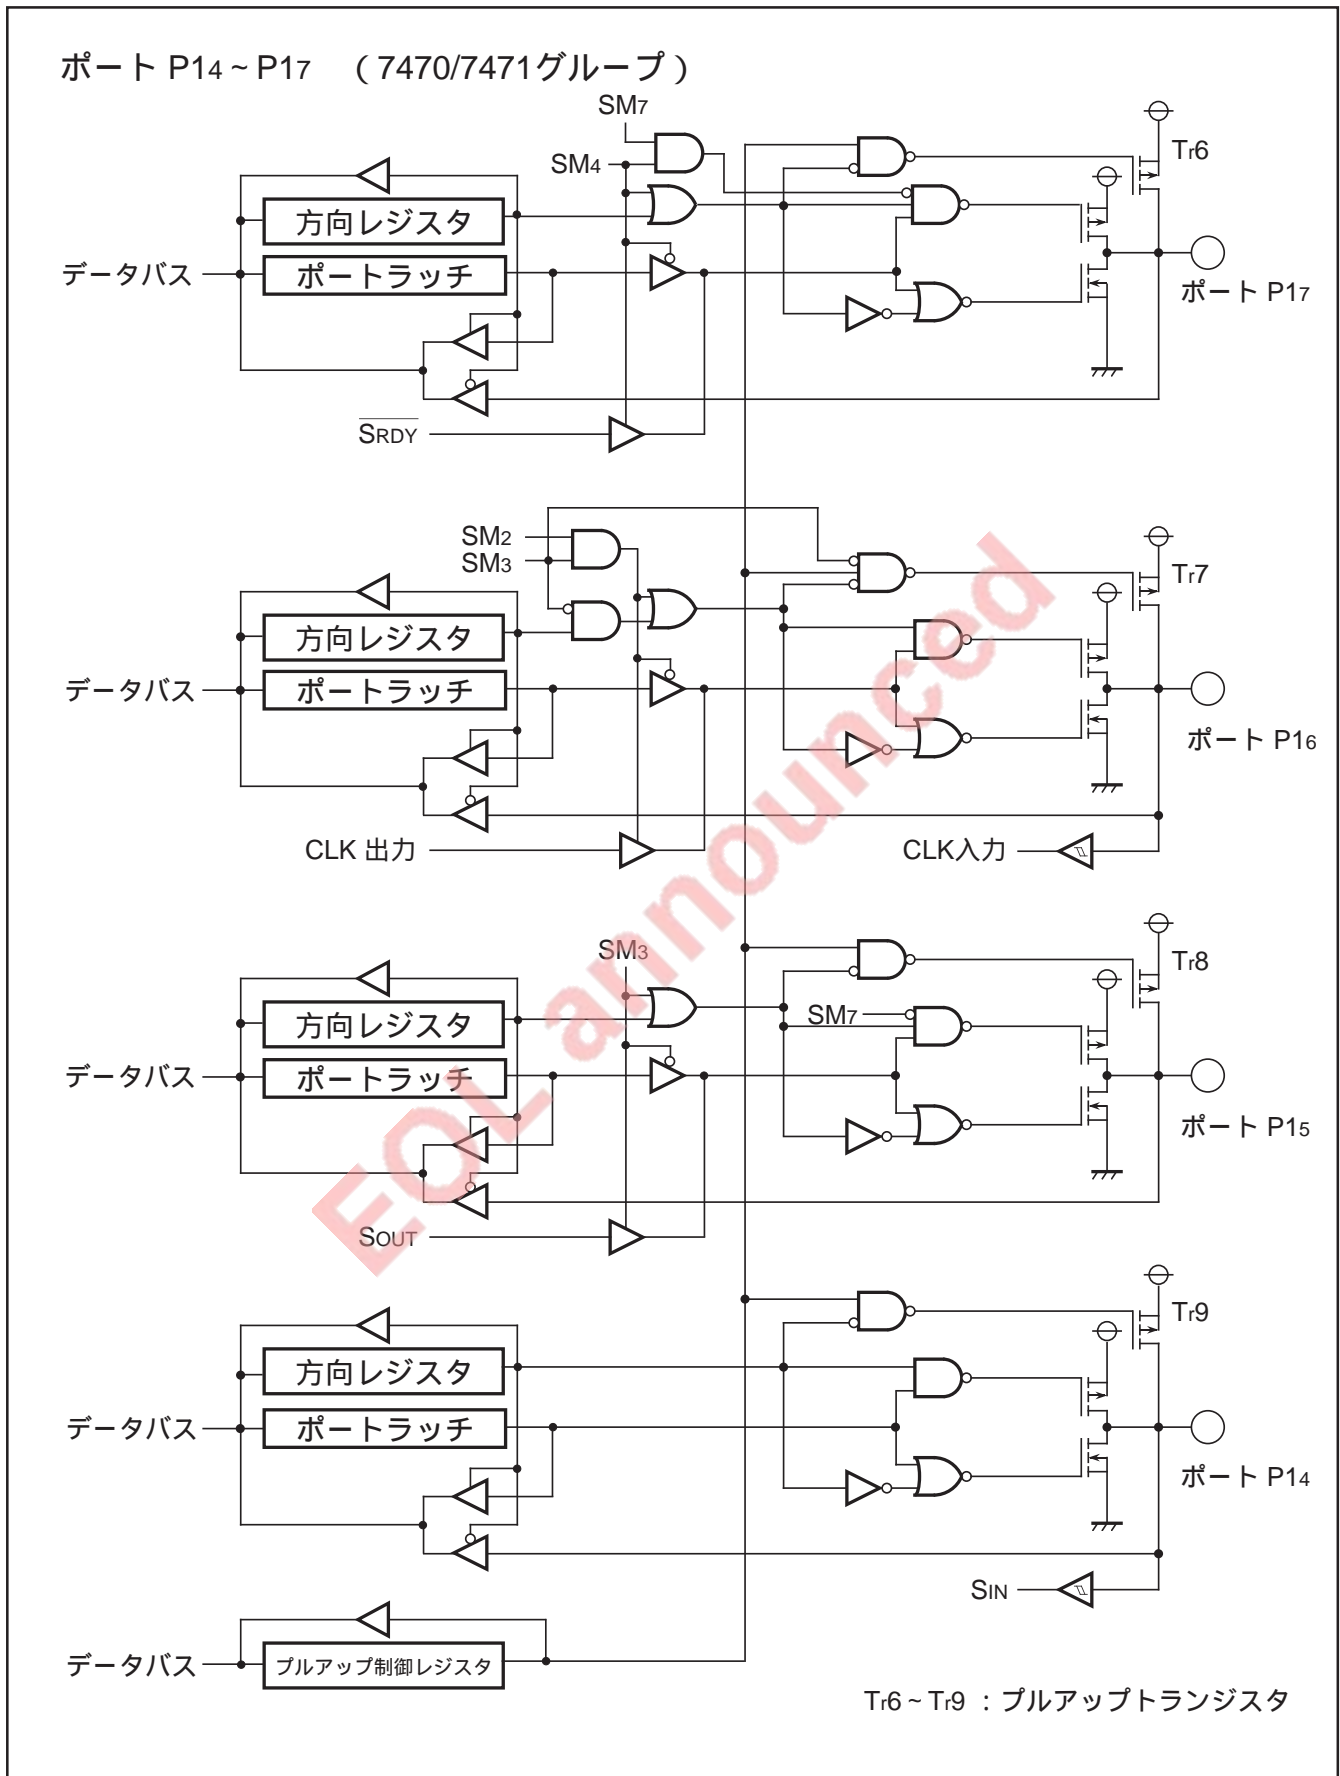 ポート P14 ~ P17 （7470/7471グループ）
SM7
SM4
Tr6
方向レジスタ
データバス
ポートラッチ
ポート P17
SRDY
SM2
SM3
Tr7
方向レジスタ
データバス
ポートラッチ
ポート P16
CLK 出力
CLK入力
SM3
Tr8
方向レジスタ
SM7
データバス
ポートラッチ
ポート P15
SOUT
Tr9
方向レジスタ
データバス
ポートラッチ
ポート P14
SIN
データバス
プルアップ制御レジスタ
Tr6 ~ Tr9 ：プルアップトランジスタ
EOL announced